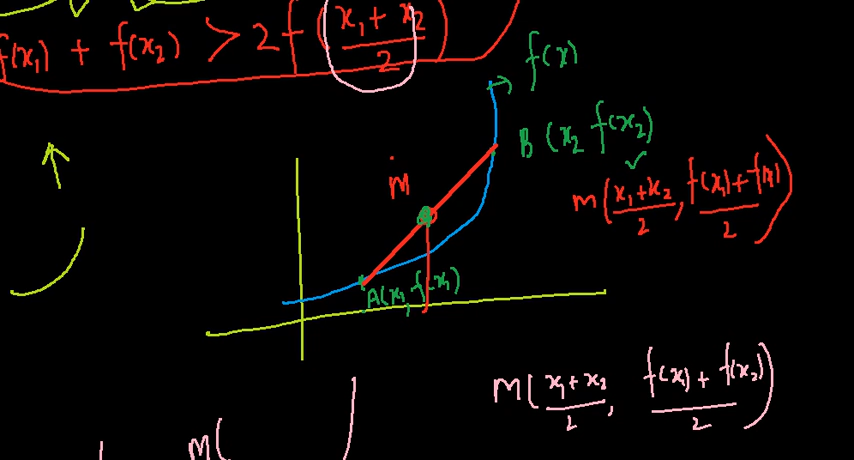 f(x₁) + f(x₂) > 2f((x₁ + x₂)/2)
→ f(x)
B (x₂ f(x₂)
✓
m
m((x₁+x₂)/2, (f(x₁)+f(x₂))/2)
A(x₁, f(x₁)
M((x₁ + x₂)/2, (f(x₁) + f(x₂))/2)
M(